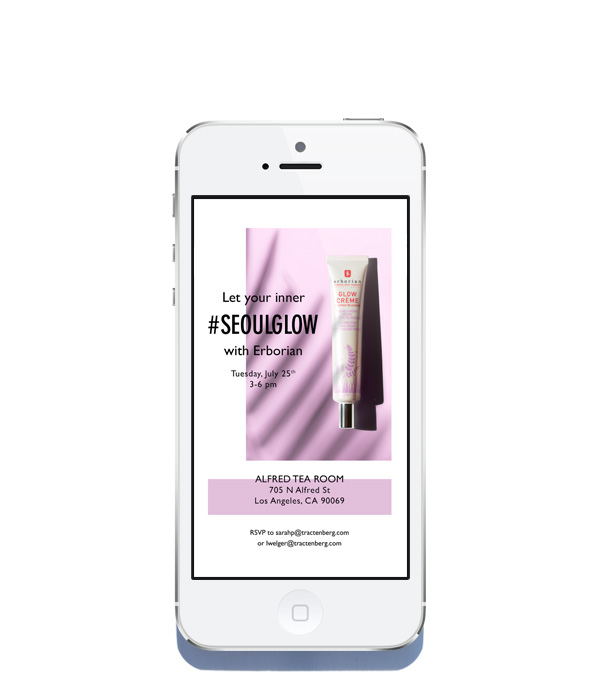 Let your inner
#SEOULGLOW
with Erborian
Tuesday, July 25th
3-6 pm
erborian
GLOW
CRÈME
ALFRED TEA ROOM
705 N Alfred St
Los Angeles, CA 90069
RSVP to sarahp@tractenberg.com
or lwelger@tractenberg.com